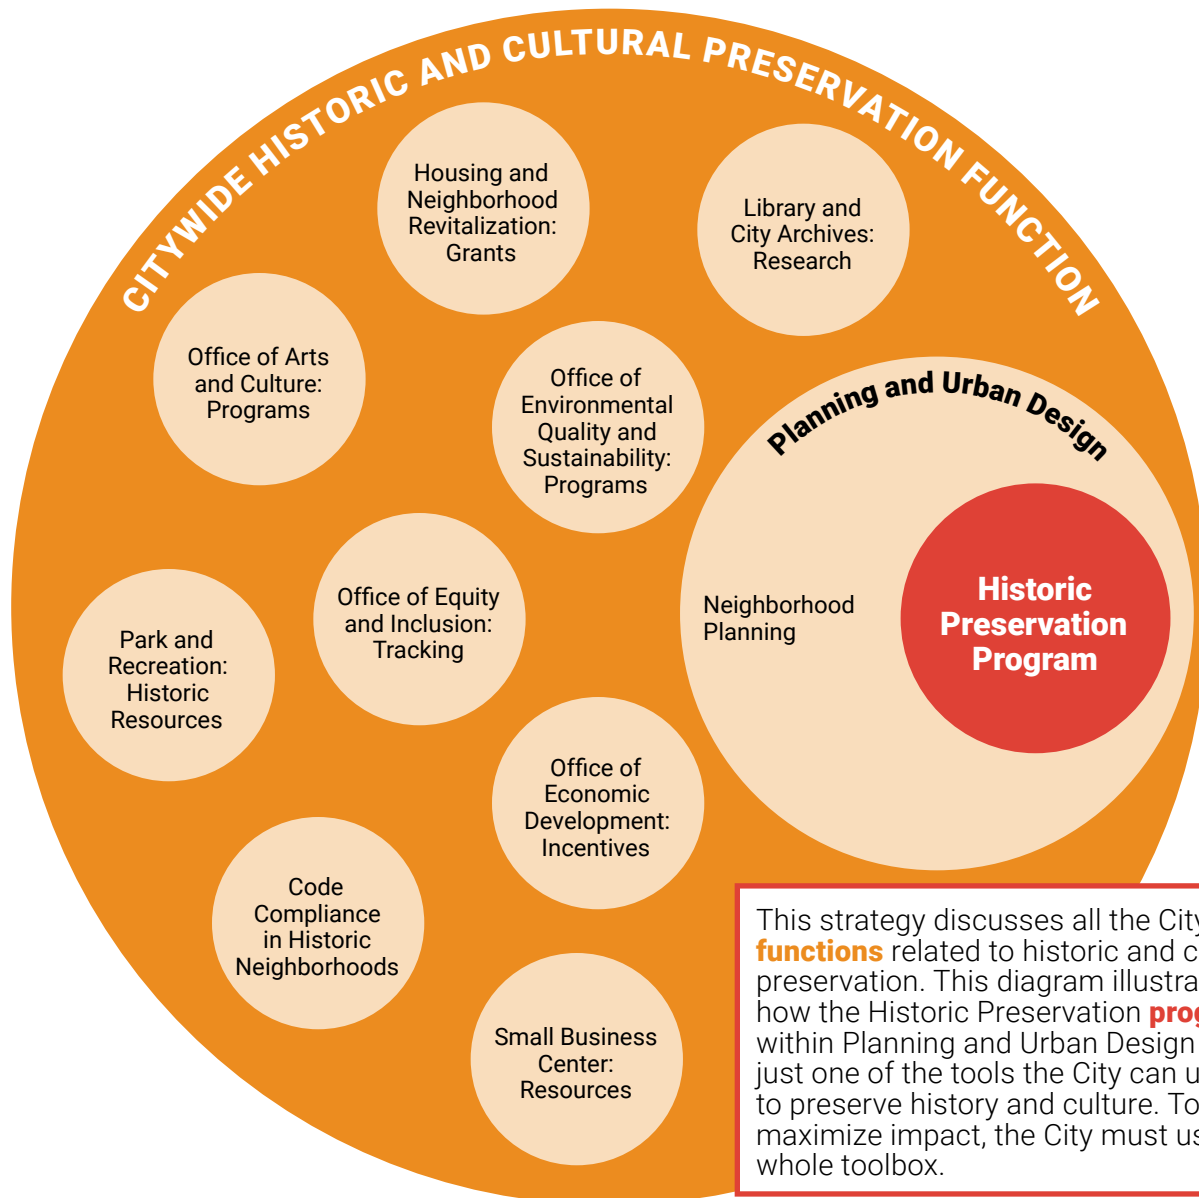 CITYWIDE HISTORIC AND CULTURAL PRESERVATION FUNCTION
Housing and
Neighborhood
Revitalization:
Grants
Library and
City Archives:
Research
Office of Arts
and Culture:
Programs
Office of
Environmental
Quality and
Sustainability:
Programs
Planning and Urban Design
Neighborhood
Planning
Historic
Preservation
Program
Office of Equity
and Inclusion:
Tracking
Park and
Recreation:
Historic
Resources
Office of
Economic
Development:
Incentives
Code
Compliance
in Historic
Neighborhoods
Small Business
Center:
Resources
This strategy discusses all the City
functions related to historic and c
preservation. This diagram illustra
how the Historic Preservation prog
within Planning and Urban Design
just one of the tools the City can u
to preserve history and culture. To
maximize impact, the City must us
whole toolbox.